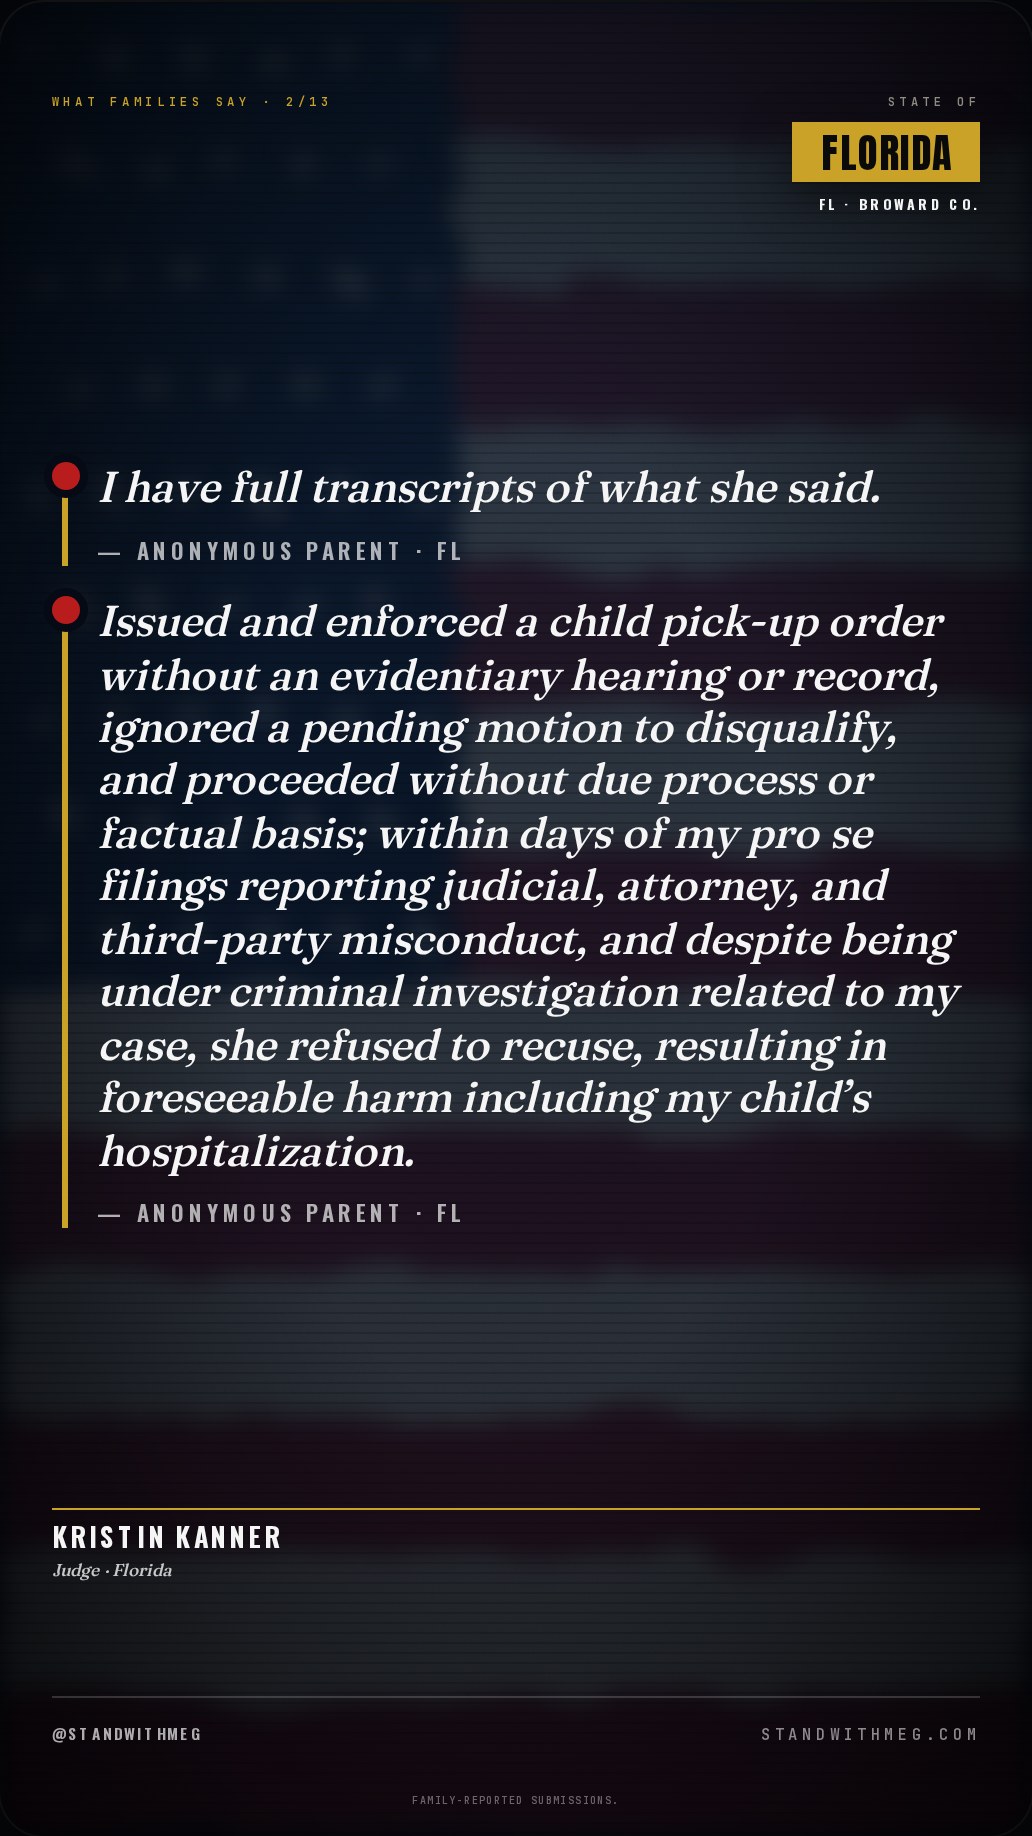 WHAT FAMILIES SAY · 2/13
STATE OF
FLORIDA
FL · BROWARD CO.
I have full transcripts of what she said.
— ANONYMOUS PARENT · FL
Issued and enforced a child pick-up order
without an evidentiary hearing or record,
ignored a pending motion to disqualify,
and proceeded without due process or
factual basis; within days of my pro se
filings reporting judicial, attorney, and
third-party misconduct, and despite being
under criminal investigation related to my
case, she refused to recuse, resulting in
foreseeable harm including my child’s
hospitalization.
— ANONYMOUS PARENT · FL
KRISTIN KANNER
Judge · Florida
@STANDWITHMEG
STANDWITHMEG.COM
FAMILY-REPORTED SUBMISSIONS.